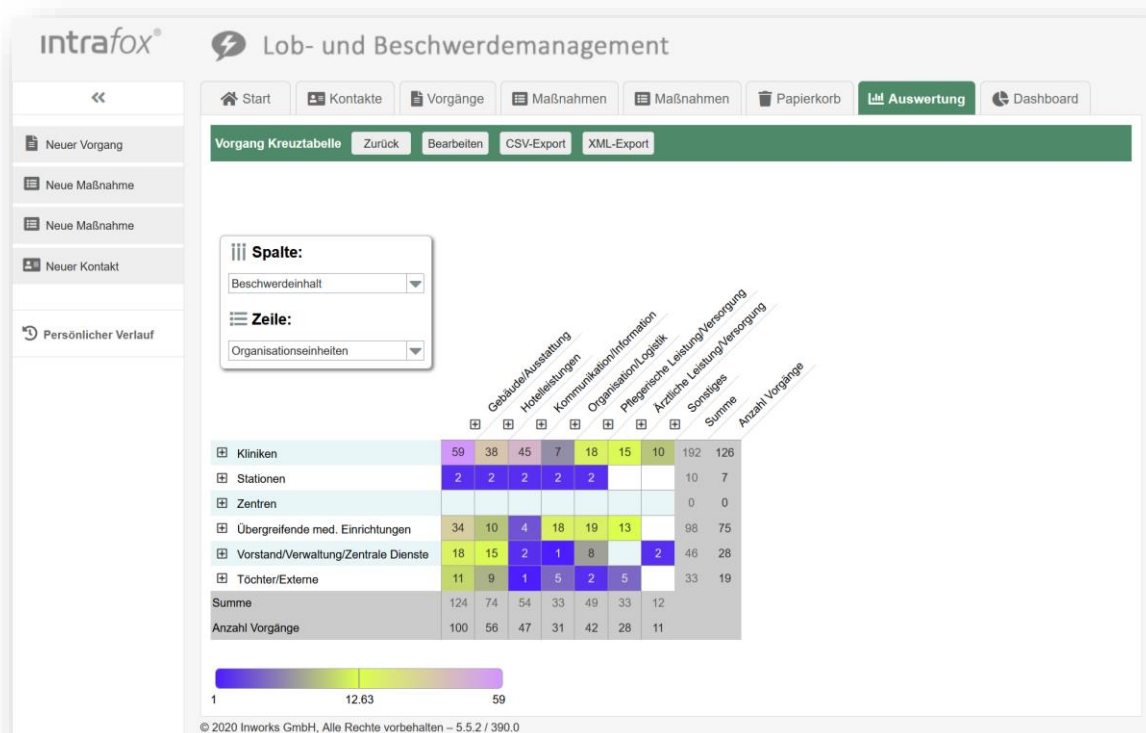 intrafox®
Lob- und Beschwerdemanagement
Start
Kontakte
Vorgänge
Maßnahmen
Maßnahmen
Papierkorb
Auswertung
Dashboard
Neuer Vorgang
Neue Maßnahme
Neue Maßnahme
Neuer Kontakt
Persönlicher Verlauf
Vorgang Kreuztabelle Zurück Bearbeiten CSV-Export XML-Export
Spalte:
Beschwerdeinhalt
Zeile:
Organisationseinheiten
Gebäude/Ausstattung
Hotelleistungen
Kommunikation/Information
Organisation/Logistik
Pflegerische Leistung/Versorgung
Ärztliche Leistung/Versorgung
Sonstiges
Summe
Anzahl Vorgänge
Kliniken 59 38 45 7 18 15 10 192 126
Stationen 2 2 2 2 2 10 7
Zentren 0 0
Übergreifende med. Einrichtungen 34 10 4 18 19 13 98 75
Vorstand/Verwaltung/Zentrale Dienste 18 15 2 1 8 2 46 28
Töchter/Externe 11 9 1 5 2 5 33 19
Summe 124 74 54 33 49 33 12
Anzahl Vorgänge 100 56 47 31 42 28 11
1 12.63 59
© 2020 Inworks GmbH, Alle Rechte vorbehalten – 5.5.2 / 390.0